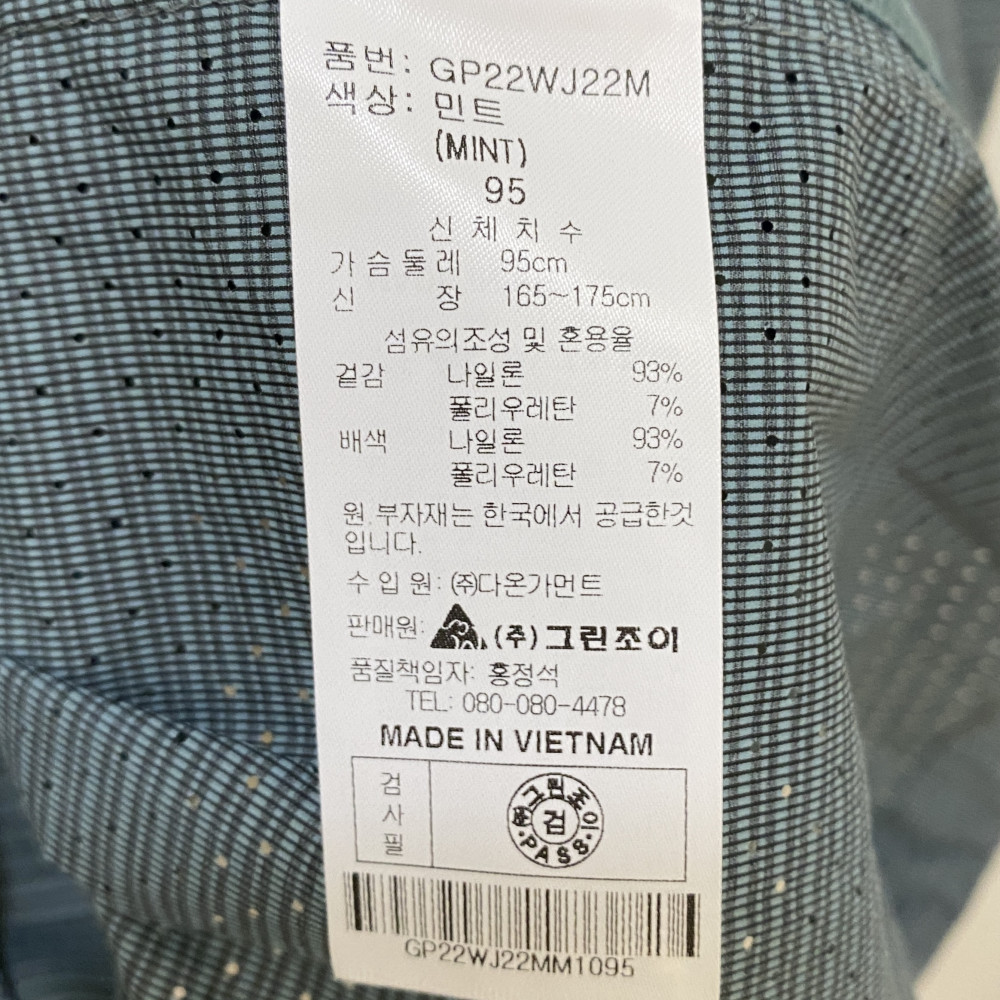 품번: GP22WJ22M
색상: 민트
(MINT)
95
신 체 치 수
가슴둘레 95cm
신 장 165~175cm
섬유의조성 및 혼용율
겉감 나일론 93%
폴리우레탄 7%
배색 나일론 93%
폴리우레탄 7%
원.부자재는 한국에서 공급한것
입니다.
수 입 원: ㈜다온가먼트
판매원: (주)그린조이
품질책임자: 홍정석
TEL: 080-080-4478
MADE IN VIETNAM
검
사
필
㈜그린조이
검
PASS
GP22WJ22MM1095